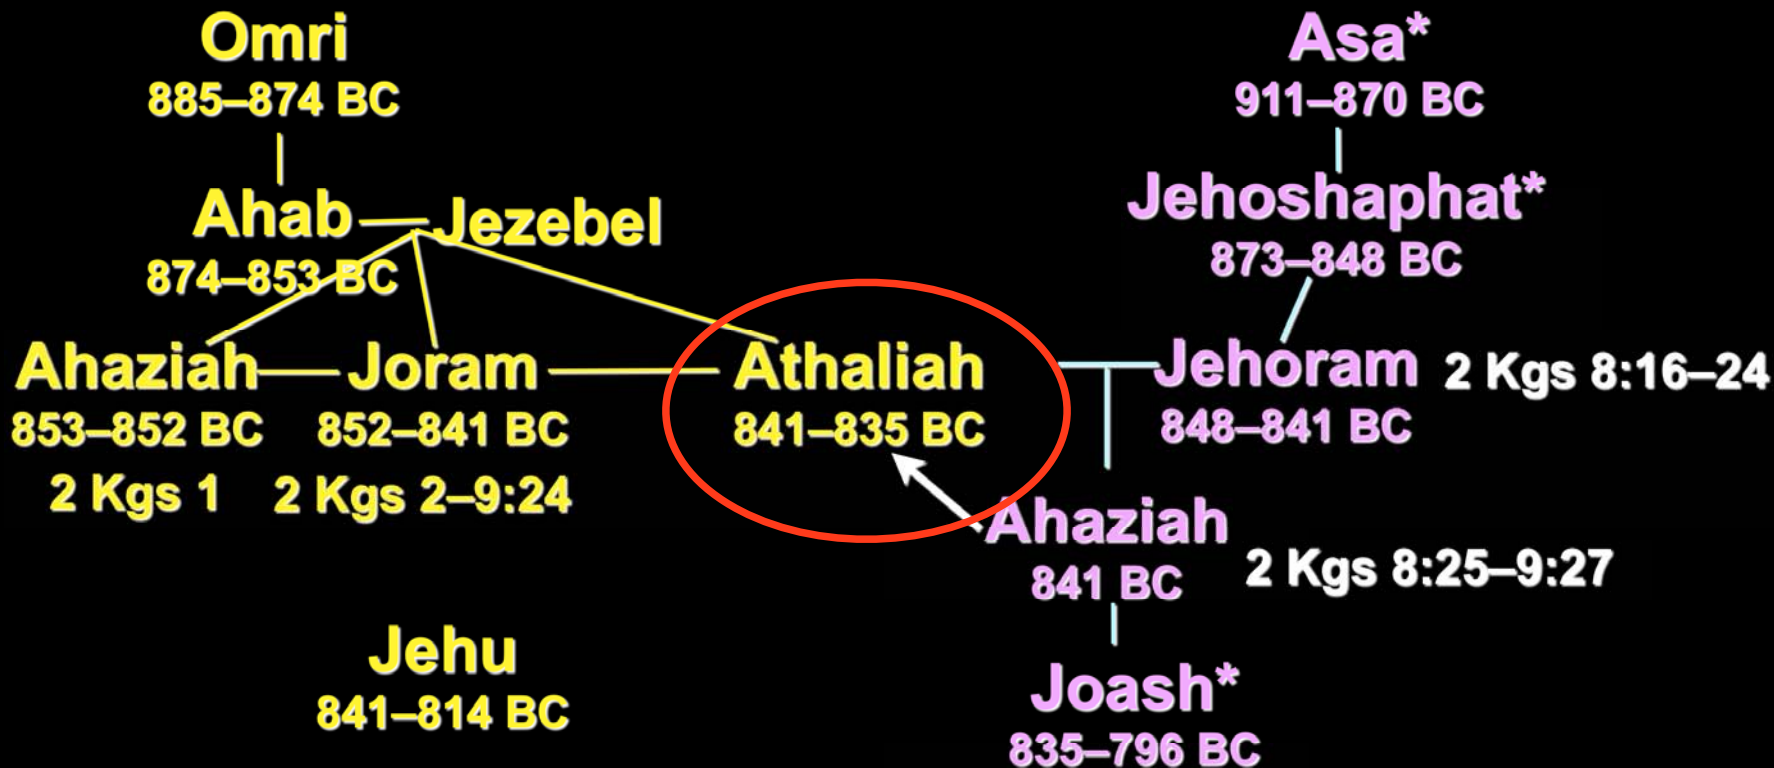 Omri
885–874 BC
Asa*
911–870 BC
Ahab
Jezebel
874–853 BC
Jehoshaphat*
873–848 BC
Ahaziah
853–852 BC
2 Kgs 1
Joram
852–841 BC
2 Kgs 2–9:24
Athaliah
841–835 BC
Jehoram
848–841 BC
2 Kgs 8:16–24
Ahaziah
841 BC
2 Kgs 8:25–9:27
Jehu
841–814 BC
Joash*
835–796 BC